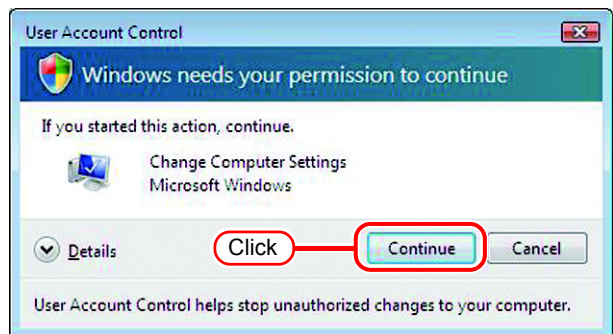 User Account Control
Windows needs your permission to continue
If you started this action, continue.
Change Computer Settings
Microsoft Windows
Details
Click
Continue
Cancel
User Account Control helps stop unauthorized changes to your computer.